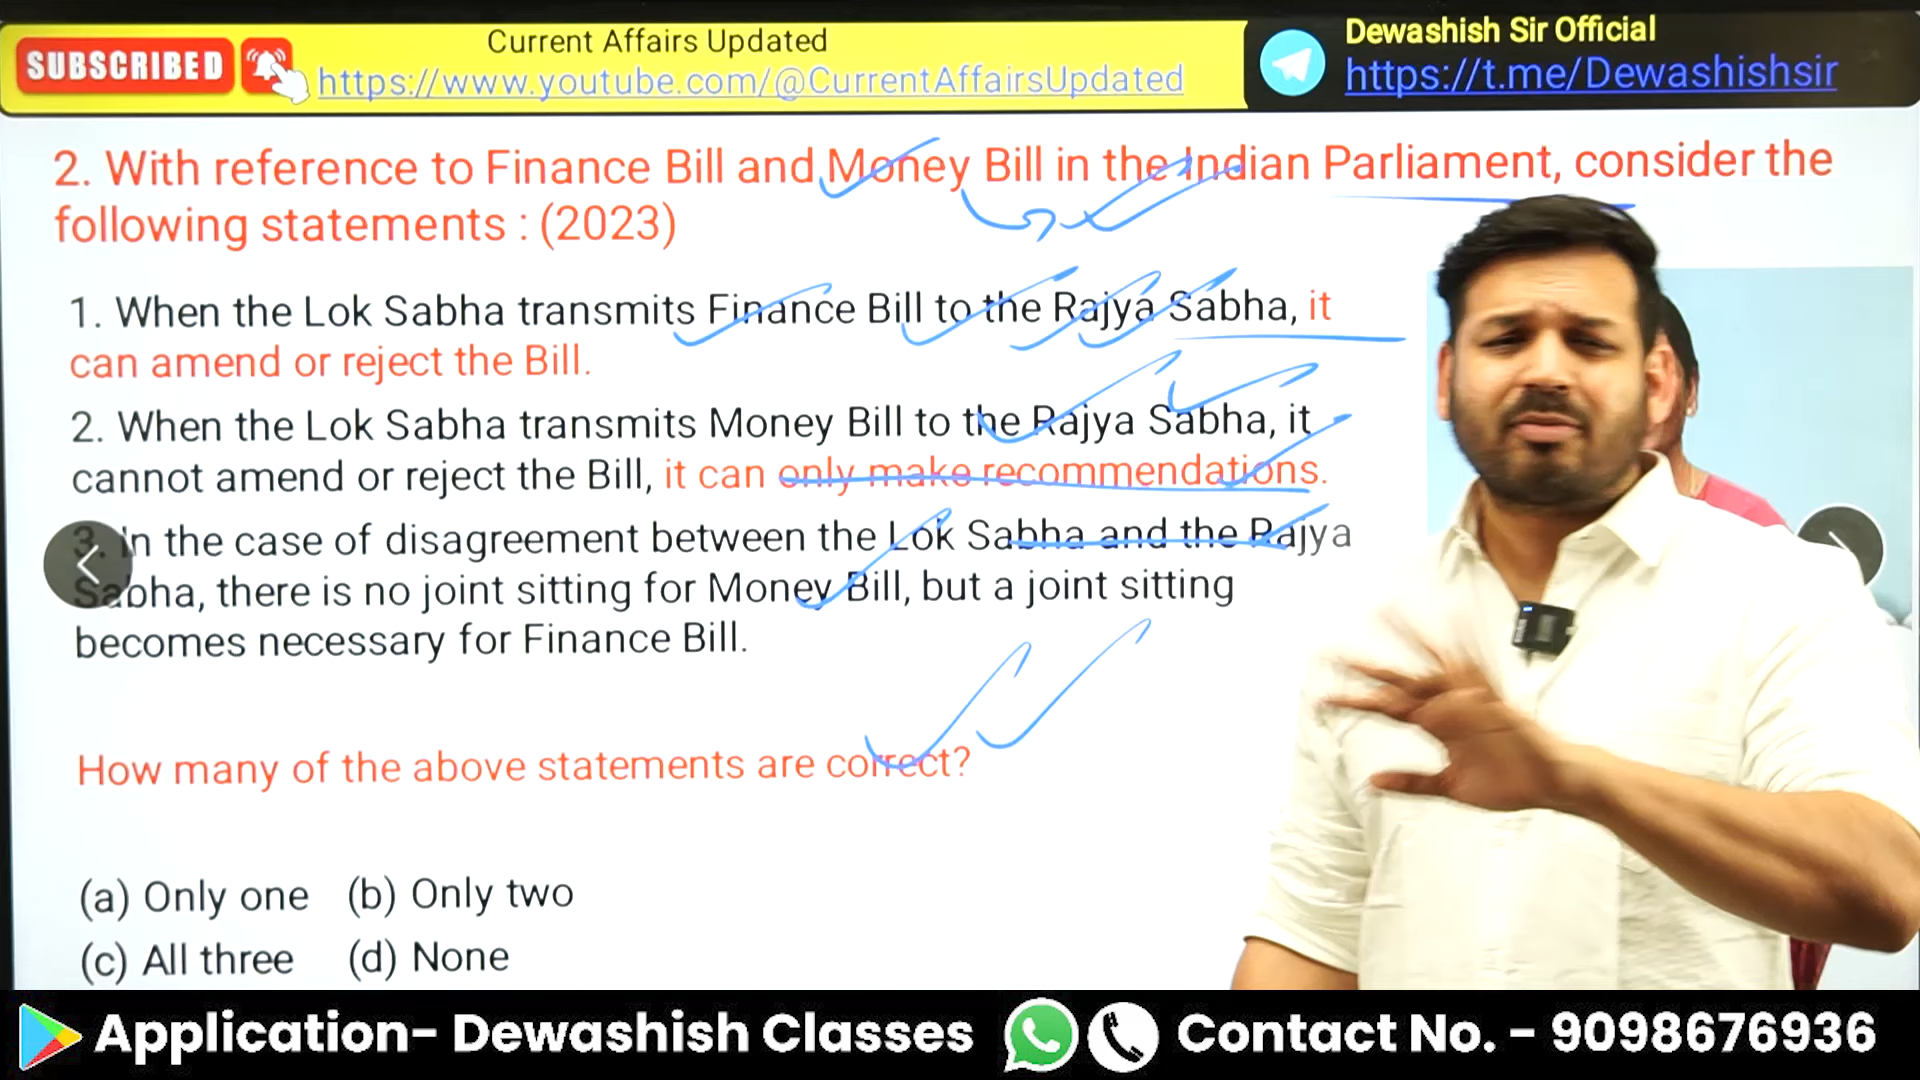 SUBSCRIBED
Current Affairs Updated
https://www.youtube.com/@CurrentAffairsUpdated
Dewashish Sir Official
https://t.me/Dewashishsir
2. With reference to Finance Bill and Money Bill in the Indian Parliament, consider the
following statements : (2023)
1. When the Lok Sabha transmits Finance Bill to the Rajya Sabha, it
can amend or reject the Bill.
2. When the Lok Sabha transmits Money Bill to the Rajya Sabha, it
cannot amend or reject the Bill, it can only make recommendations.
3. In the case of disagreement between the Lok Sabha and the Rajya
Sabha, there is no joint sitting for Money Bill, but a joint sitting
becomes necessary for Finance Bill.
How many of the above statements are correct?
(a) Only one (b) Only two
(c) All three (d) None
Application- Dewashish Classes
Contact No. - 9098676936